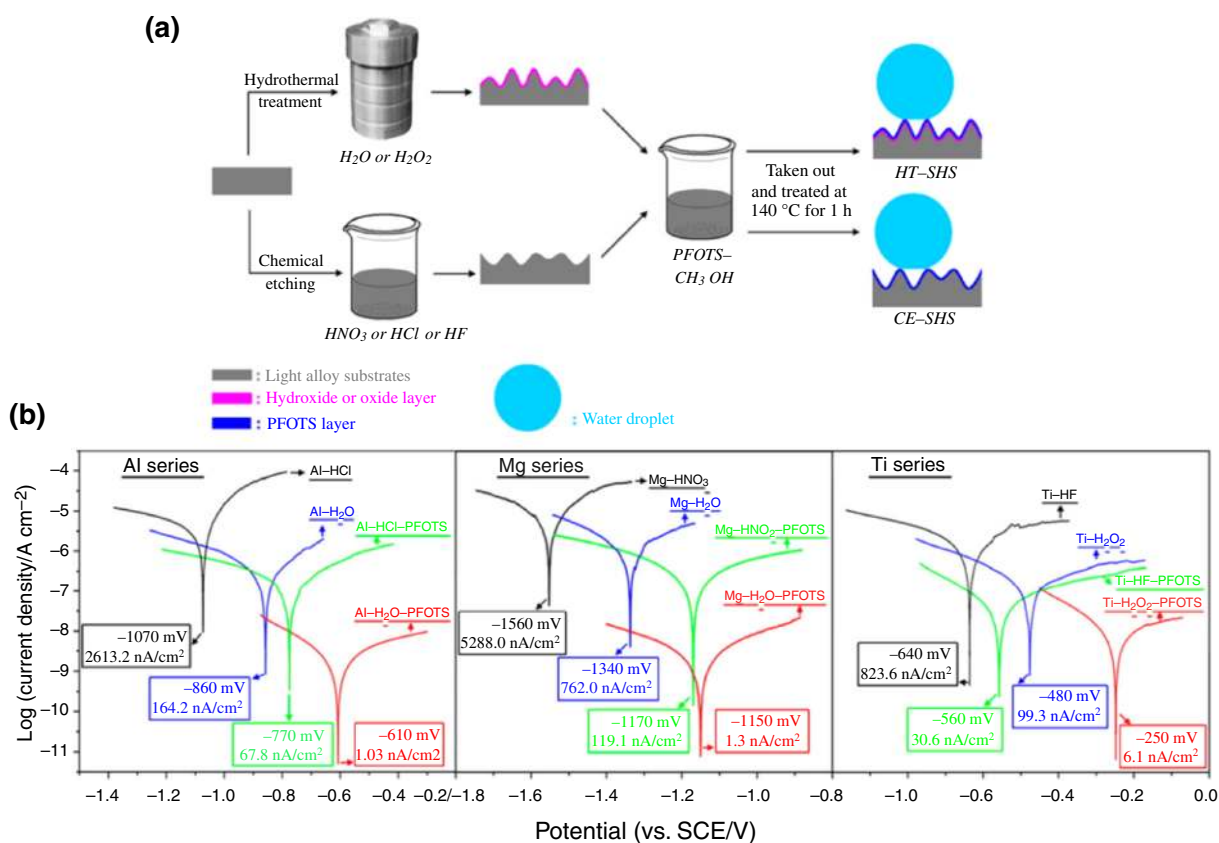 (a)
Hydrothermal
treatment
H2O or H2O2
Chemical
etching
HNO3 or HCl or HF
PFOTS–
CH3 OH
Taken out
and treated at
140 °C for 1 h
HT–SHS
CE–SHS
: Light alloy substrates
: Hydroxide or oxide layer
: PFOTS layer
: Water droplet
(b)
Log (current density/A cm−2)
−4
−5
−6
−7
−8
−9
−10
−11
Al series
Al–HCl
Al–H2O
Al–HCl–PFOTS
Al–H2O–PFOTS
−1070 mV
2613.2 nA/cm2
−860 mV
164.2 nA/cm2
−770 mV
67.8 nA/cm2
−610 mV
1.03 nA/cm2
Mg series
Mg–HNO3
Mg–H2O
Mg–HNO2–PFOTS
Mg–H2O–PFOTS
−1560 mV
5288.0 nA/cm2
−1340 mV
762.0 nA/cm2
−1170 mV
119.1 nA/cm2
−1150 mV
1.3 nA/cm2
Ti series
Ti–HF
Ti–H2O2
Ti–HF–PFOTS
Ti–H2O2–PFOTS
−640 mV
823.6 nA/cm2
−560 mV
30.6 nA/cm2
−480 mV
99.3 nA/cm2
−250 mV
6.1 nA/cm2
−1.4 −1.2 −1.0 −0.8 −0.6 −0.4 −0.2/−1.8 −1.6 −1.4 −1.2 −1.0 −0.8 −1.0 −0.8 −0.6 −0.4 −0.2 0.0
Potential (vs. SCE/V)